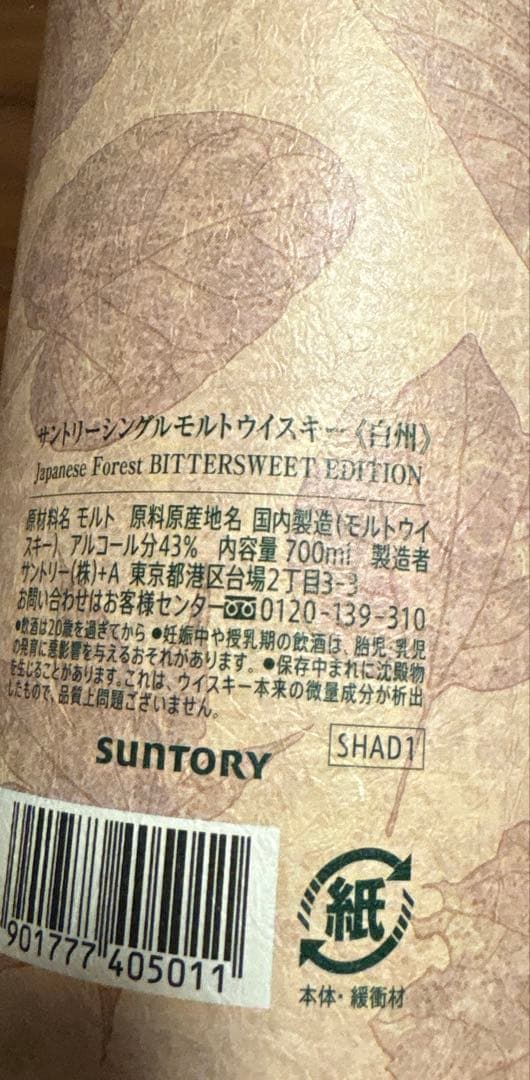 サントリーシングルモルトウイスキー《白州》
Japanese Forest BITTERSWEET EDITION
原材料名 モルト 原料原産地名 国内製造(モルトウイ
スキー) アルコール分43% 内容量 700ml 製造者
サントリー(株)+A 東京都港区台場2丁目3-3
お問い合わせはお客様センター 0120-139-310
●飲酒は20歳を過ぎてから ●妊娠中や授乳期の飲酒は、胎児・乳児
の発育に悪影響を与えるおそれがあります。 ●保存中まれに沈殿物
を生じることがあります。これは、ウイスキー本来の微量成分が析出
したもので、品質上問題ございません。
SUNTORY
SHAD1
901777 405011
紙
本体・緩衝材